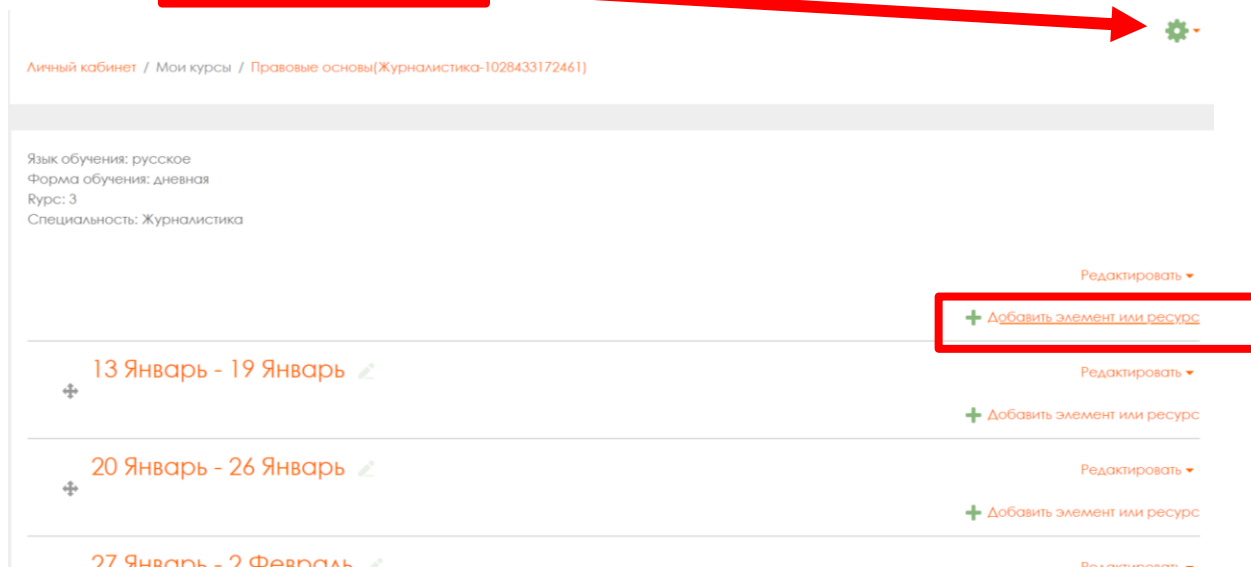 Личный кабинет / Мои курсы / Правовые основы(Журналистика-1028433172461)
Язык обучения: русское
Форма обучения: дневная
Rурс: 3
Специальность: Журналистика
Редактировать
Добавить элемент или ресурс
13 Январь - 19 Январь
Редактировать
Добавить элемент или ресурс
20 Январь - 26 Январь
Редактировать
Добавить элемент или ресурс
27 Январь - 2 Февраль
Редактировать